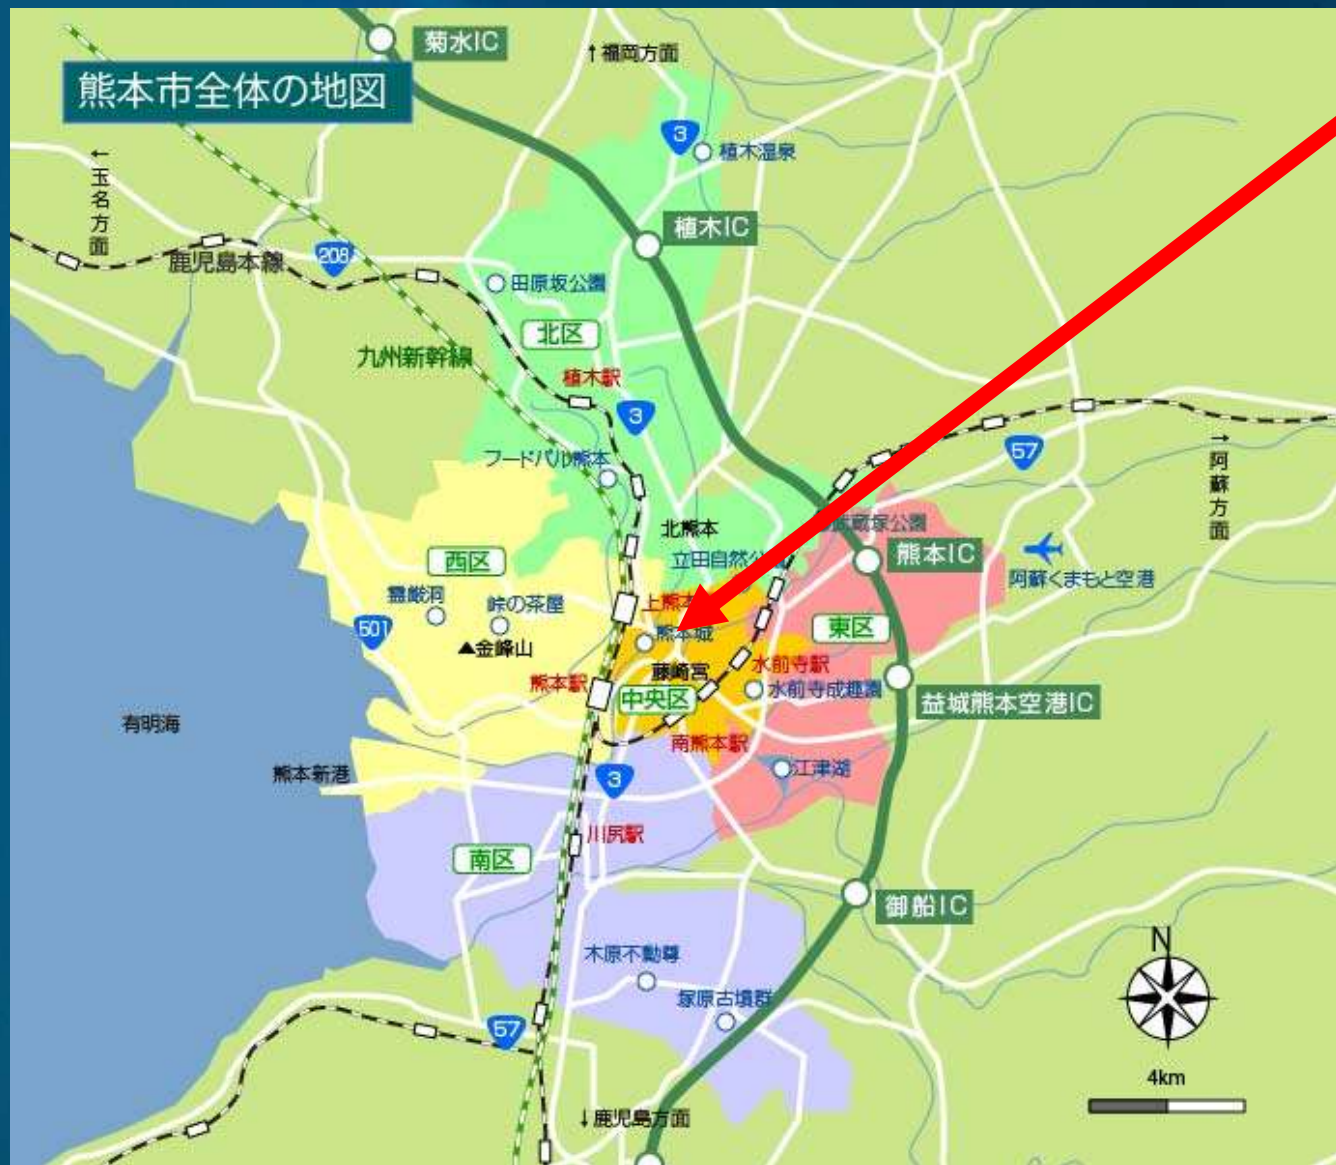 熊本市全体の地図
菊水IC
↑福岡方面
3
植木温泉
←玉名方面
植木IC
208
鹿児島本線
田原坂公園
北区
九州新幹線
植木駅
3
57
→阿蘇方面
フードパル熊本
北熊本
武蔵塚公園
熊本IC
立田自然公
西区
阿蘇くまもと空港
霊巌洞
峠の茶屋
上熊本
501
熊本城
東区
▲金峰山
藤崎宮
水前寺駅
熊本駅
中央区
水前寺成趣園
益城熊本空港IC
有明海
南熊本駅
熊本新港
3
江津湖
川尻駅
南区
御船IC
木原不動尊
塚原古墳群
N
57
4km
↓鹿児島方面